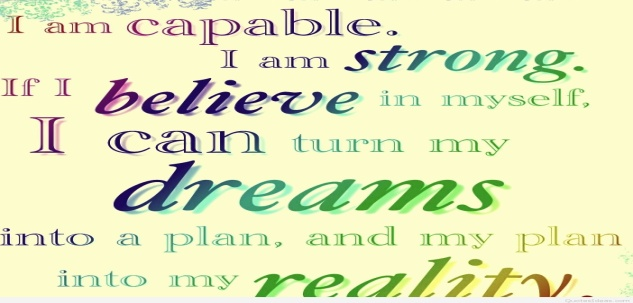 I am capable.
I am strong.
If I believe in myself,
I can turn my
dreams
into a plan, and my plan
into my reality.